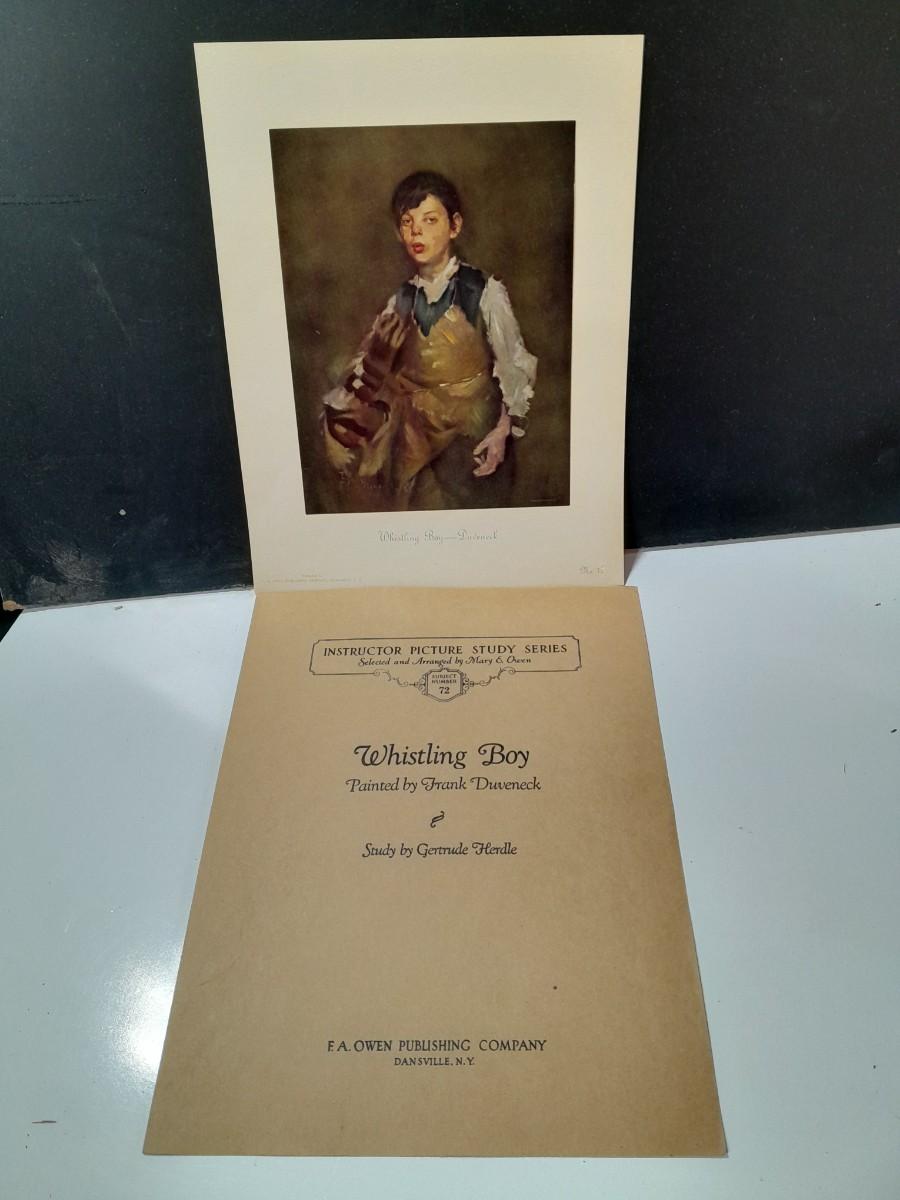 Whistling Boy—Duveneck
INSTRUCTOR PICTURE STUDY SERIES
Selected and Arranged by Mary E. Owen
SUBJECT
NUMBER
72
Whistling Boy
Painted by Frank Duveneck
Study by Gertrude Herdle
F. A. OWEN PUBLISHING COMPANY
DANSVILLE, N.Y.